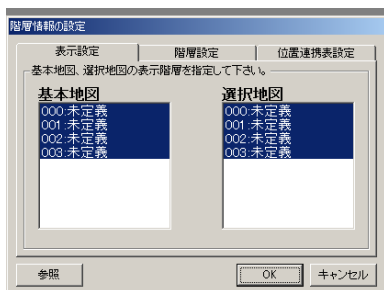 階層情報の設定
表示設定 階層設定 位置連携表設定
基本地図、選択地図の表示階層を指定して下さい。
基本地図 選択地図
000:未定義 000:未定義
001:未定義 001:未定義
002:未定義 002:未定義
003:未定義 003:未定義
参照 OK キャンセル